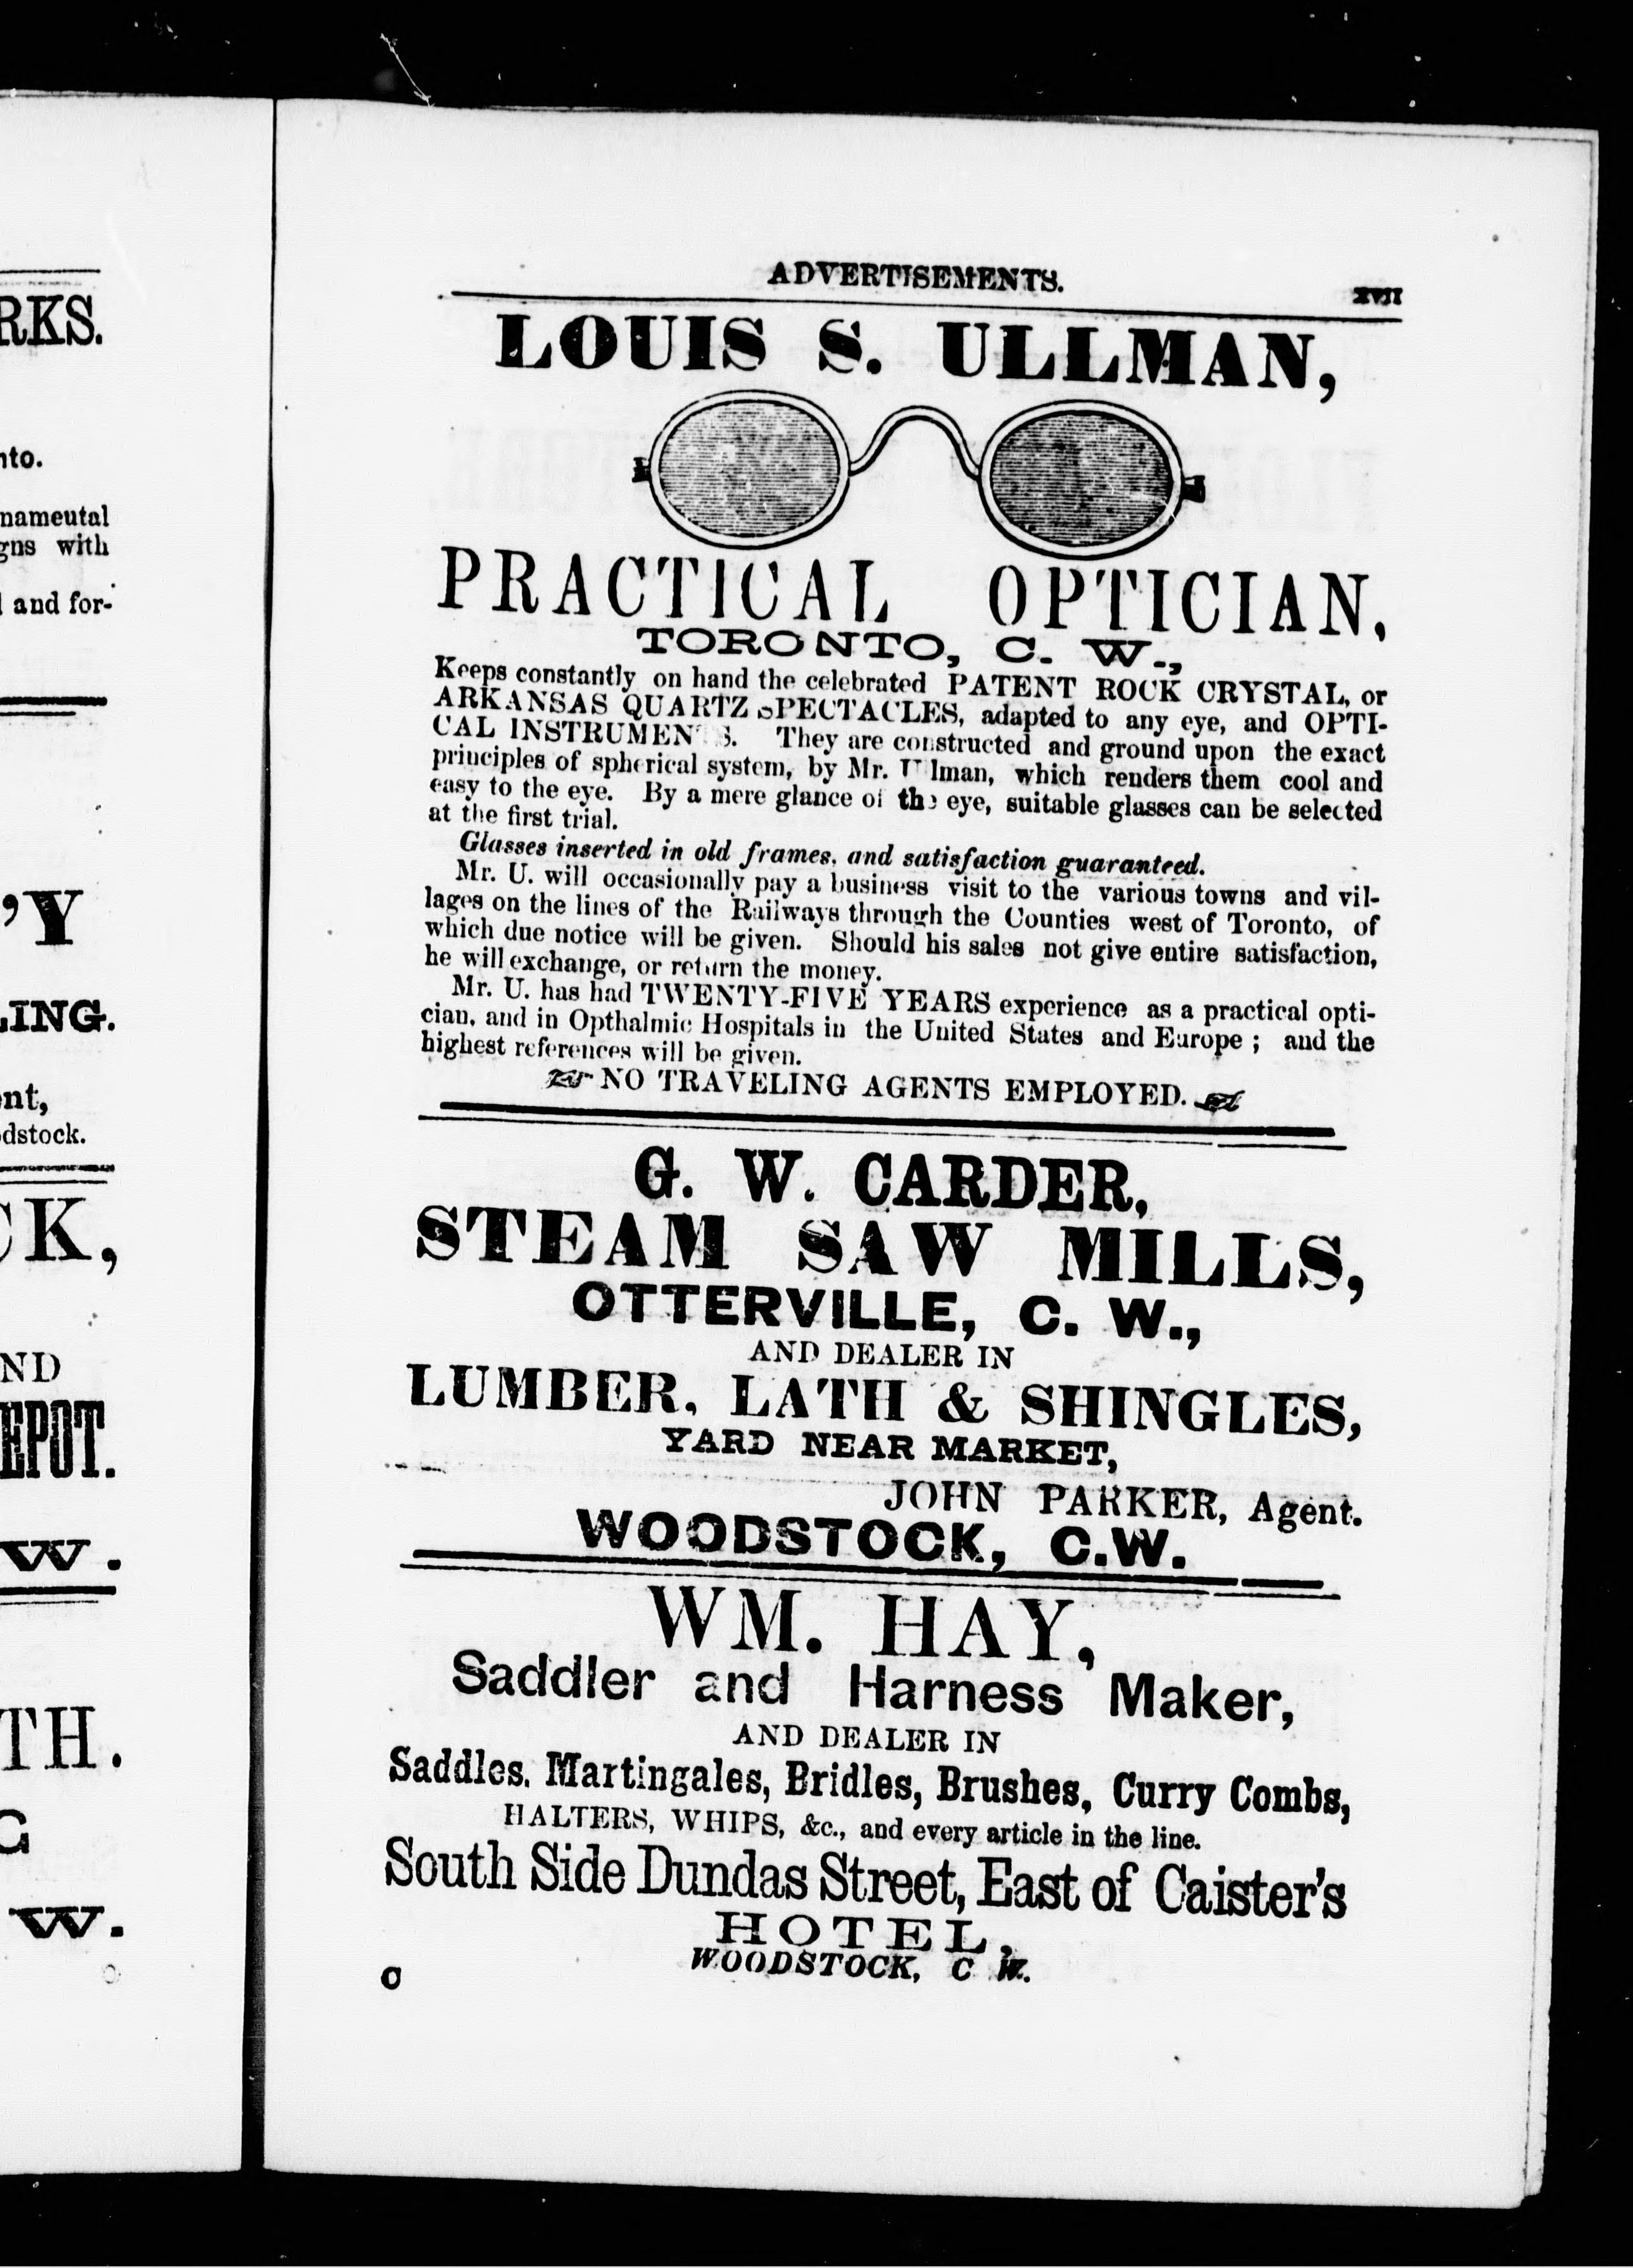 RKS.
nto.
nameutal
gns with
and for-
'Y
LING.
nt,
dstock.
CK,
ND
EPOT.
W.
TH.
G
W.
ADVERTISEMENTS. xvii
LOUIS S. ULLMAN,
PRACTICAL OPTICIAN,
TORONTO, C. W.,
Keeps constantly on hand the celebrated PATENT ROCK CRYSTAL, or
ARKANSAS QUARTZ SPECTACLES, adapted to any eye, and OPTI-
CAL INSTRUMENTS. They are constructed and ground upon the exact
principles of spherical system, by Mr. Ullman, which renders them cool and
easy to the eye. By a mere glance of the eye, suitable glasses can be selected
at the first trial.
Glasses inserted in old frames, and satisfaction guaranteed.
Mr. U. will occasionally pay a business visit to the various towns and vil-
lages on the lines of the Railways through the Counties west of Toronto, of
which due notice will be given. Should his sales not give entire satisfaction,
he will exchange, or return the money.
Mr. U. has had TWENTY-FIVE YEARS experience as a practical opti-
cian, and in Opthalmic Hospitals in the United States and Europe ; and the
highest references will be given.
NO TRAVELING AGENTS EMPLOYED.
G. W. CARDER,
STEAM SAW MILLS,
OTTERVILLE, C. W.,
AND DEALER IN
LUMBER, LATH & SHINGLES,
YARD NEAR MARKET,
JOHN PARKER, Agent.
WOODSTOCK, C.W.
WM. HAY,
Saddler and Harness Maker,
AND DEALER IN
Saddles, Martingales, Bridles, Brushes, Curry Combs,
HALTERS, WHIPS, &c., and every article in the line.
South Side Dundas Street, East of Caister's
HOTEL,
WOODSTOCK, C W.
O